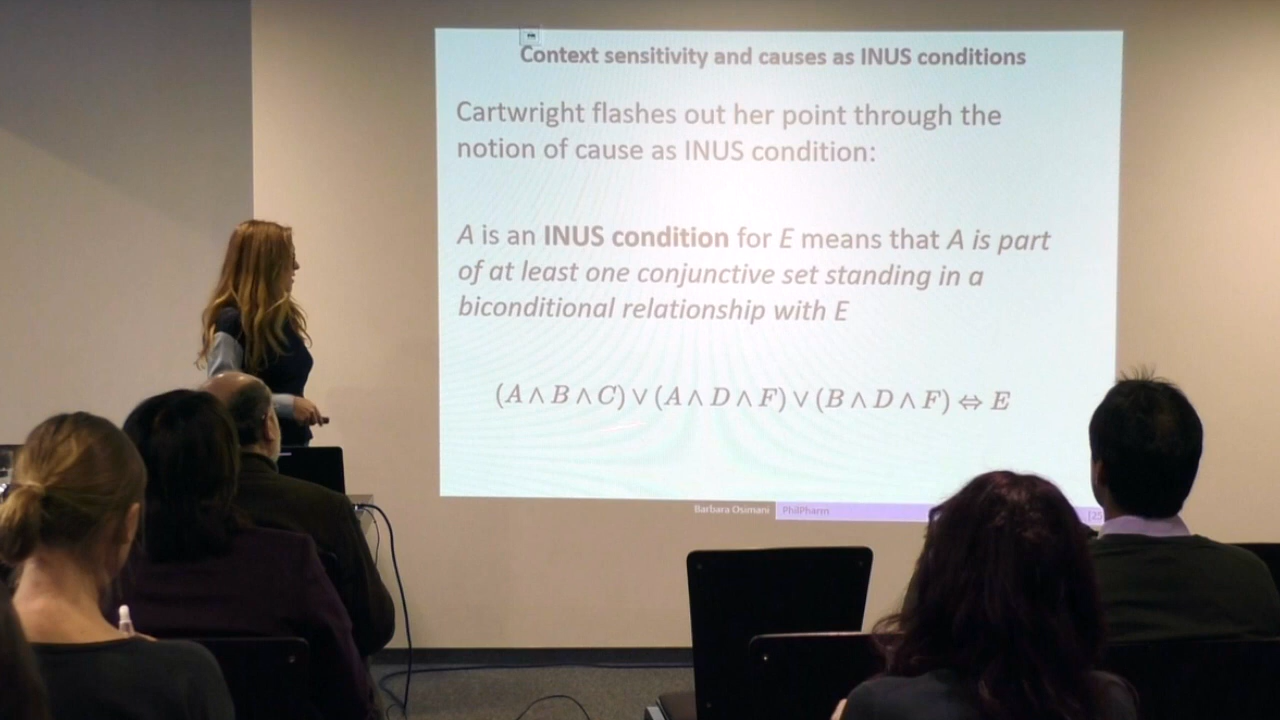 Context sensitivity and causes as INUS conditions
Cartwright flashes out her point through the
notion of cause as INUS condition:
A is an INUS condition for E means that A is part
of at least one conjunctive set standing in a
biconditional relationship with E
(A ∧ B ∧ C) ∨ (A ∧ D ∧ F) ∨ (B ∧ D ∧ F) ⇔ E
Barbara Osimani PhilPharm [25